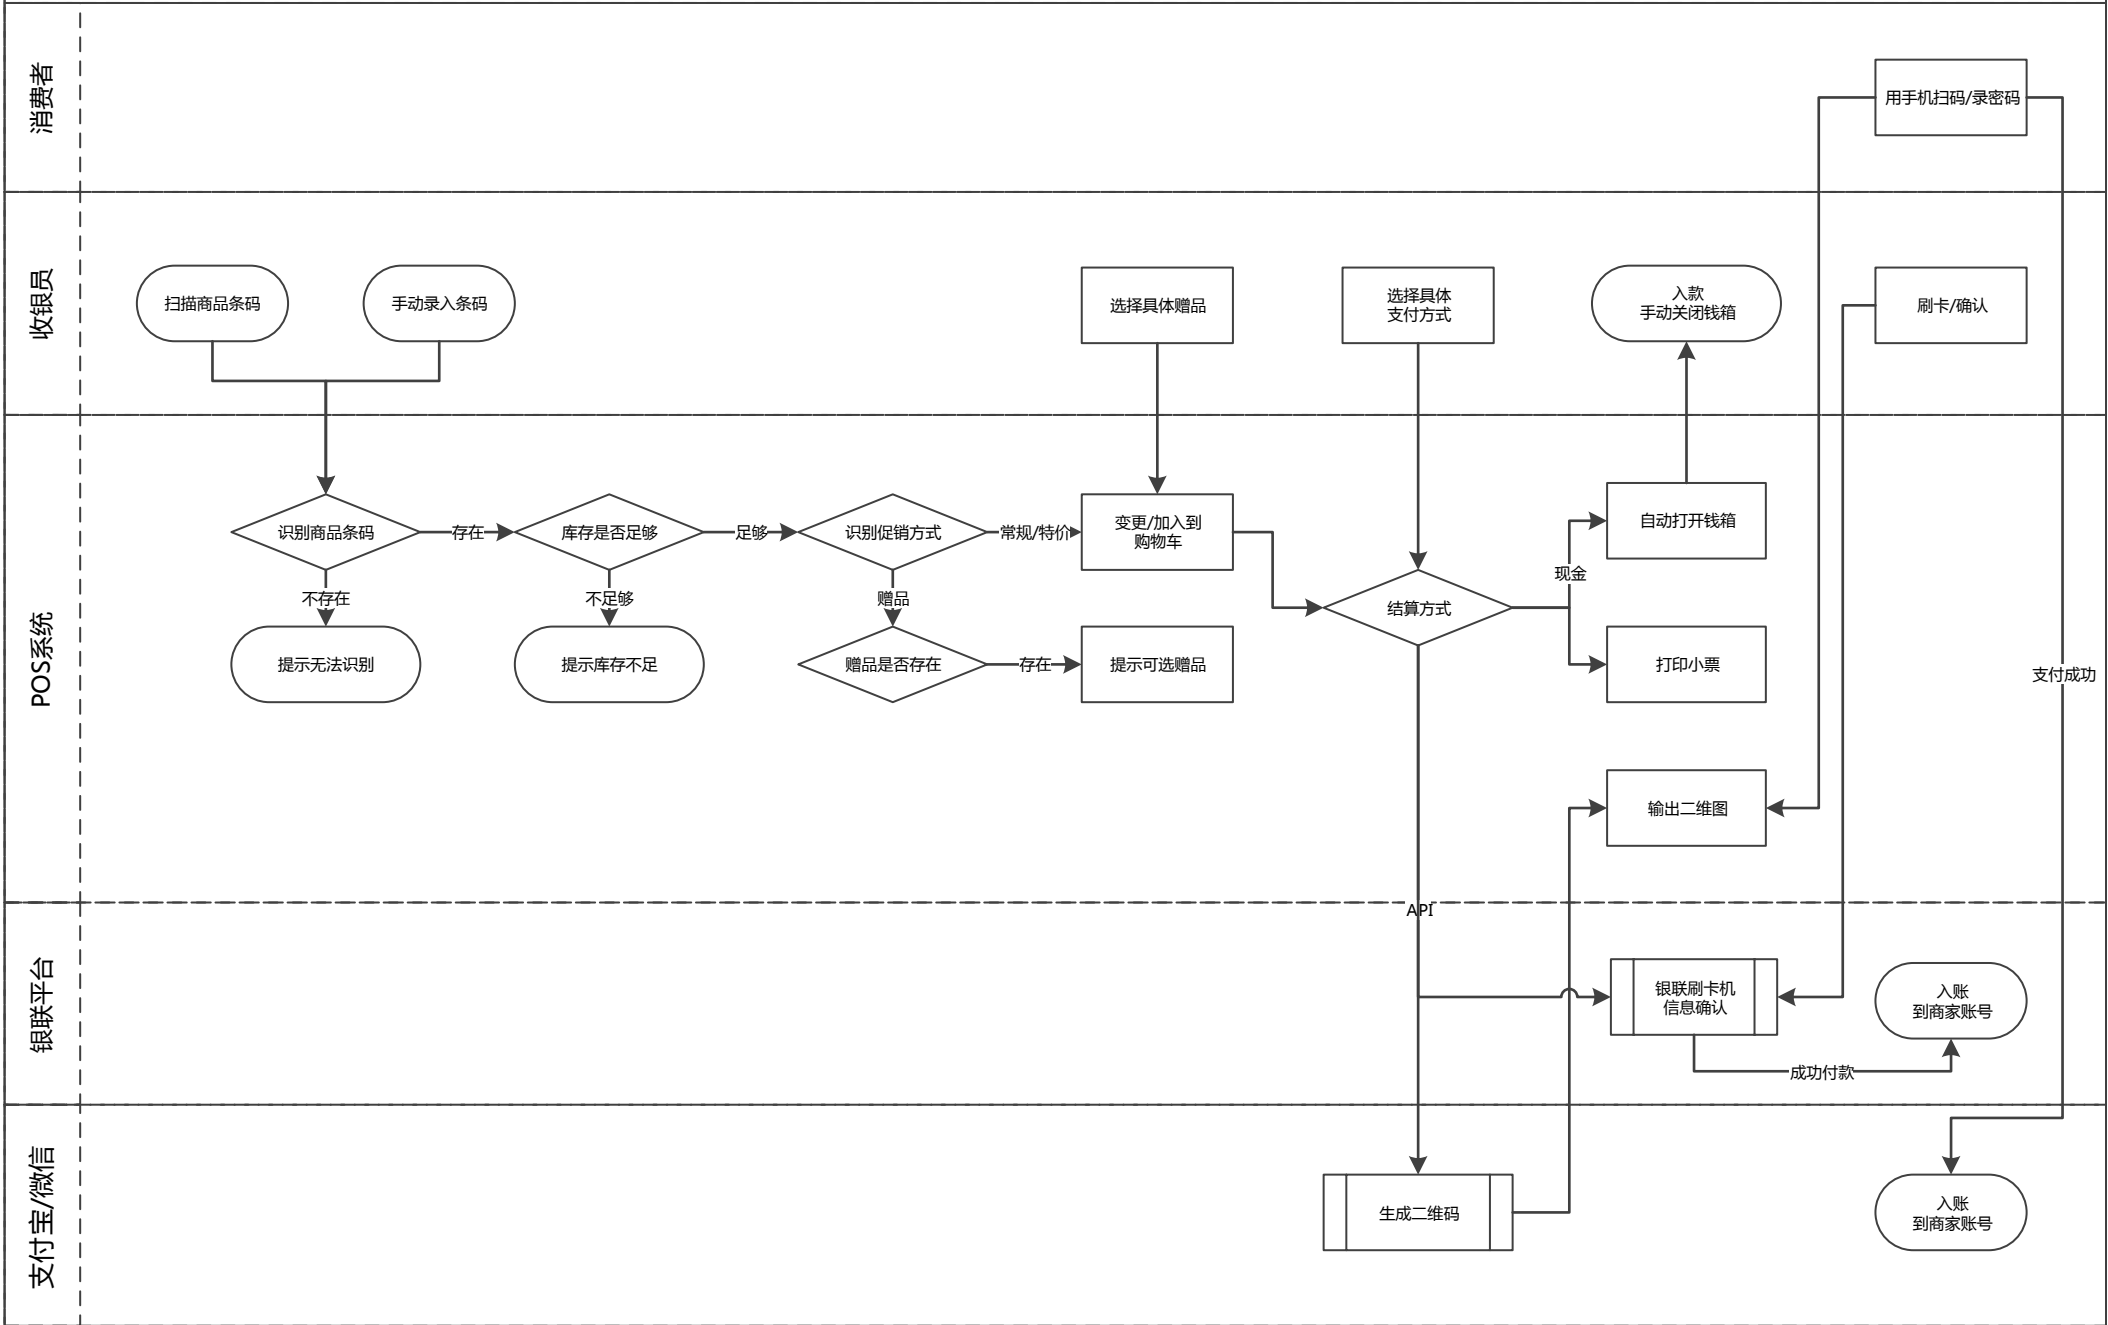 消费者
用手机扫码/录密码
收银员
扫描商品条码
手动录入条码
选择具体赠品
选择具体
支付方式
入款
手动关闭钱箱
刷卡/确认
POS系统
识别商品条码
存在
库存是否足够
足够
识别促销方式
常规/特价
变更/加入到
购物车
自动打开钱箱
现金
结算方式
不存在
不足够
赠品
提示无法识别
提示库存不足
赠品是否存在
存在
提示可选赠品
打印小票
支付成功
输出二维图
API
银联平台
银联刷卡机
信息确认
入账
到商家账号
成功付款
支付宝/微信
生成二维码
入账
到商家账号